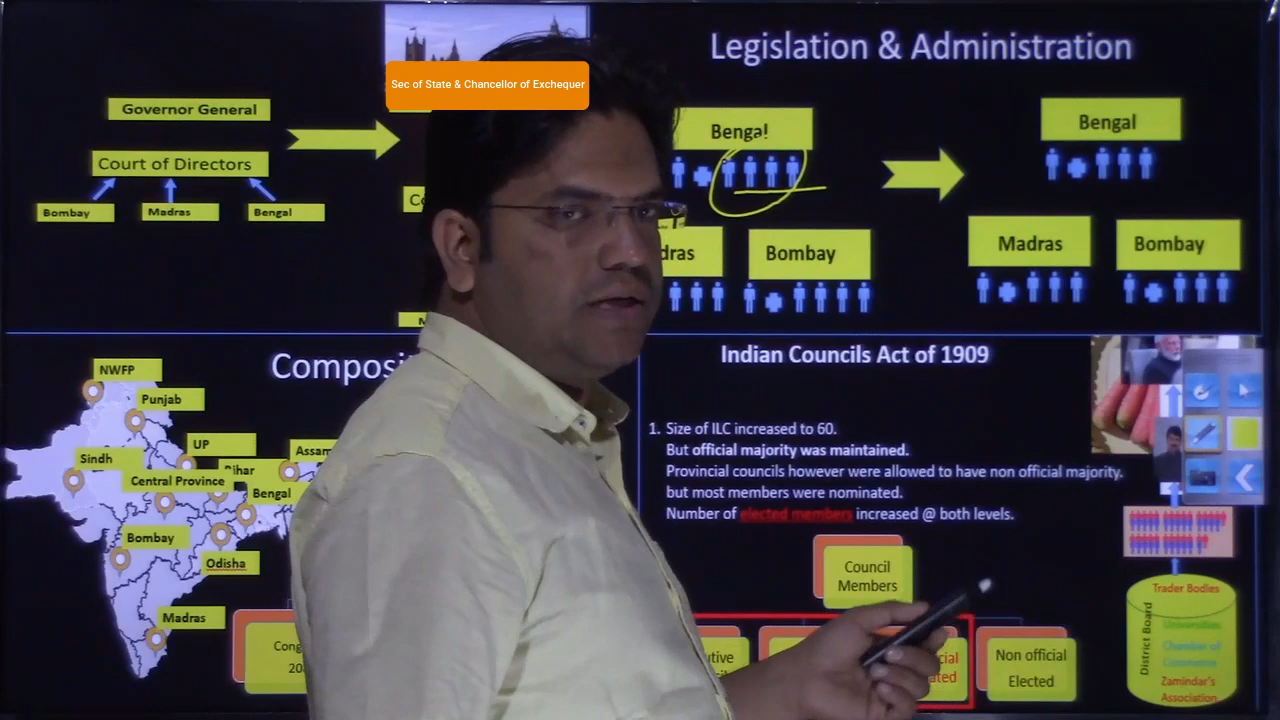 Legislation & Administration
Sec of State & Chancellor of Exchequer
Governor General
Court of Directors
Bombay
Madras
Bengal
Bengal
Bombay
Bengal
Madras
Bombay
NWFP
Punjab
UP
Sindh
Bihar
Central Province
Bengal
Bombay
Odisha
Madras
Indian Councils Act of 1909
1. Size of ILC increased to 60.
But official majority was maintained.
Provincial councils however were allowed to have non official majority.
but most members were nominated.
Number of elected members increased @ both levels.
Council
Members
Non official
Elected
Trader Bodies
Universities
Chamber of
Commerce
Zamindar's
Association
District Board